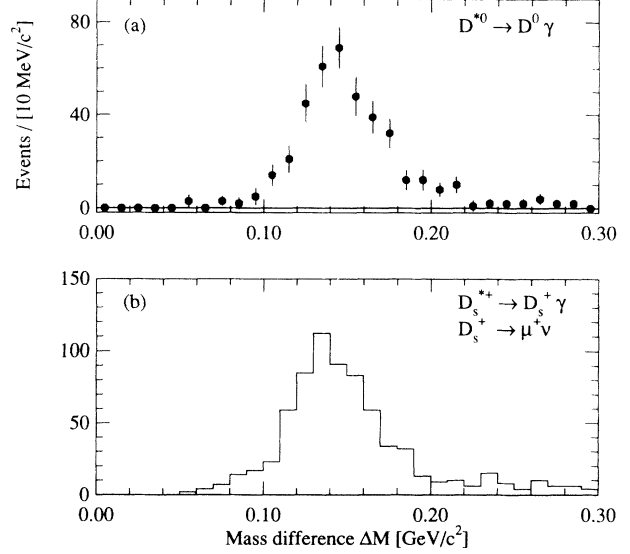 80
(a)
D*0 → D0 γ
40
0
0.00 0.10 0.20 0.30
Events / [10 MeV/c²]
150
(b)
Ds*+ → Ds+ γ
Ds+ → μ+ν
100
50
0
0.00 0.10 0.20 0.30
Mass difference ΔM [GeV/c²]